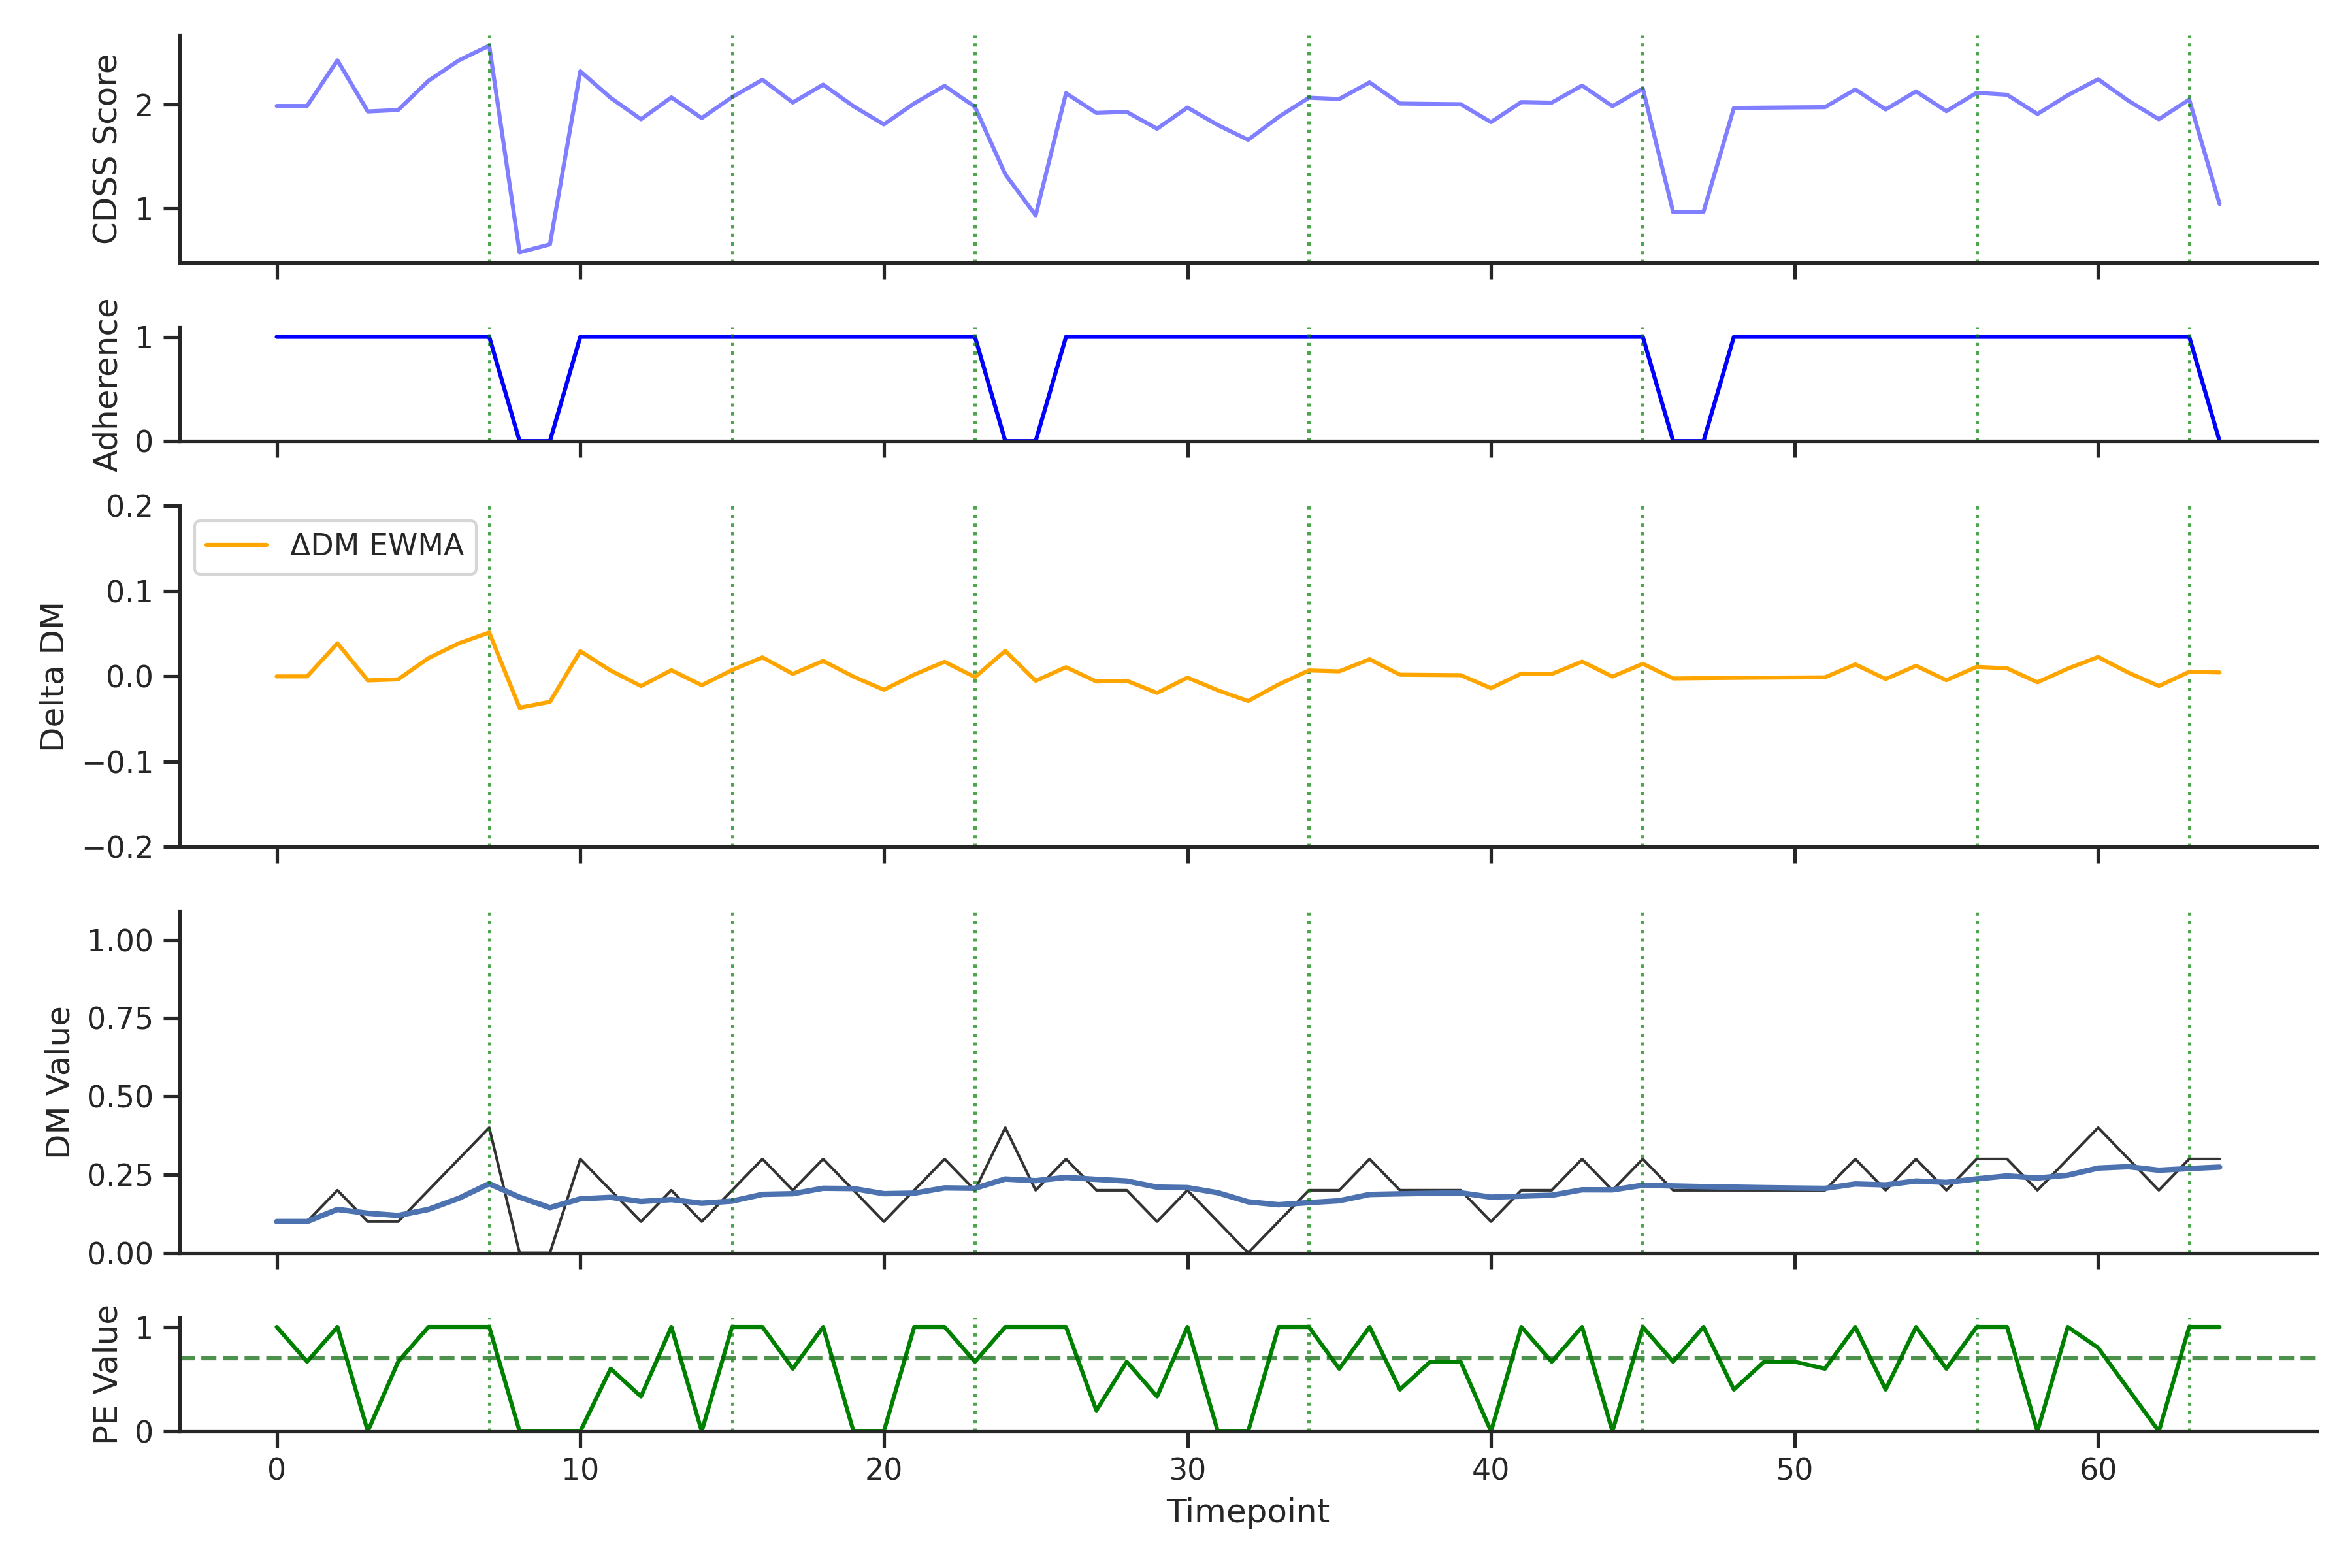 CDSS Score
2
1
Adherence
1
0
Delta DM
0.2
0.1
0.0
−0.1
−0.2
ΔDM EWMA
DM Value
1.00
0.75
0.50
0.25
0.00
PE Value
1
0
0 10 20 30 40 50 60
Timepoint